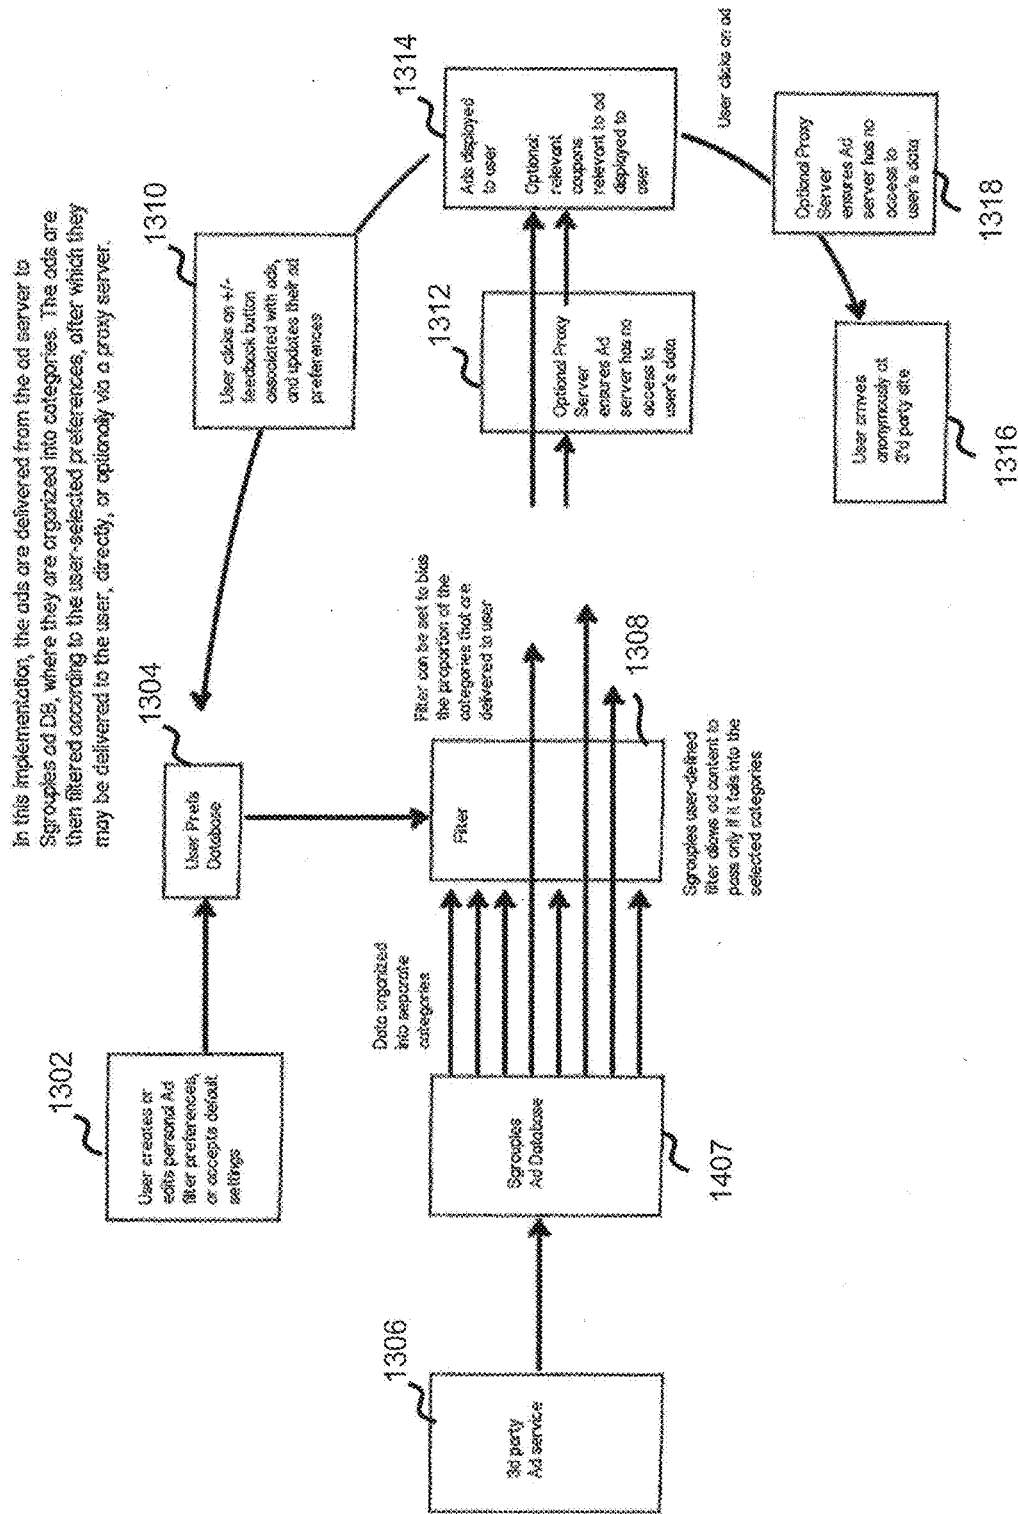 In this implementation, the ads are delivered from the ad server to
Sgrouples ad DB, where they are organized into categories. The ads are
then filtered according to the user-selected preferences, after which they
may be delivered to the user, directly, or optionally via a proxy server.
1302
User creates or
edits personal Ad
filter preferences,
or accepts default
settings
1304
User Prefs
Database
1310
User clicks on +/-
feedback button
associated with ads,
and updates their ad
preferences
1306
3d party
Ad service
Sgrouples
Ad Database
1407
Data organized
into separate
categories
Filter
1308
Filter can be set to bias
the proportion of the
categories that are
delivered to user
Sgrouples user-defined
filter allows ad content to
pass only if it falls into the
selected categories
1312
Optional Proxy
Server
ensures Ad
server has no
access to
user's data
1314
Ads displayed
to user
Optional:
relevant
coupons
relevant to ad
displayed to
user
User clicks on ad
Optional Proxy
Server
ensures Ad
server has no
access to
user's data
1318
User arrives
anonymously at
3'd party site
1316